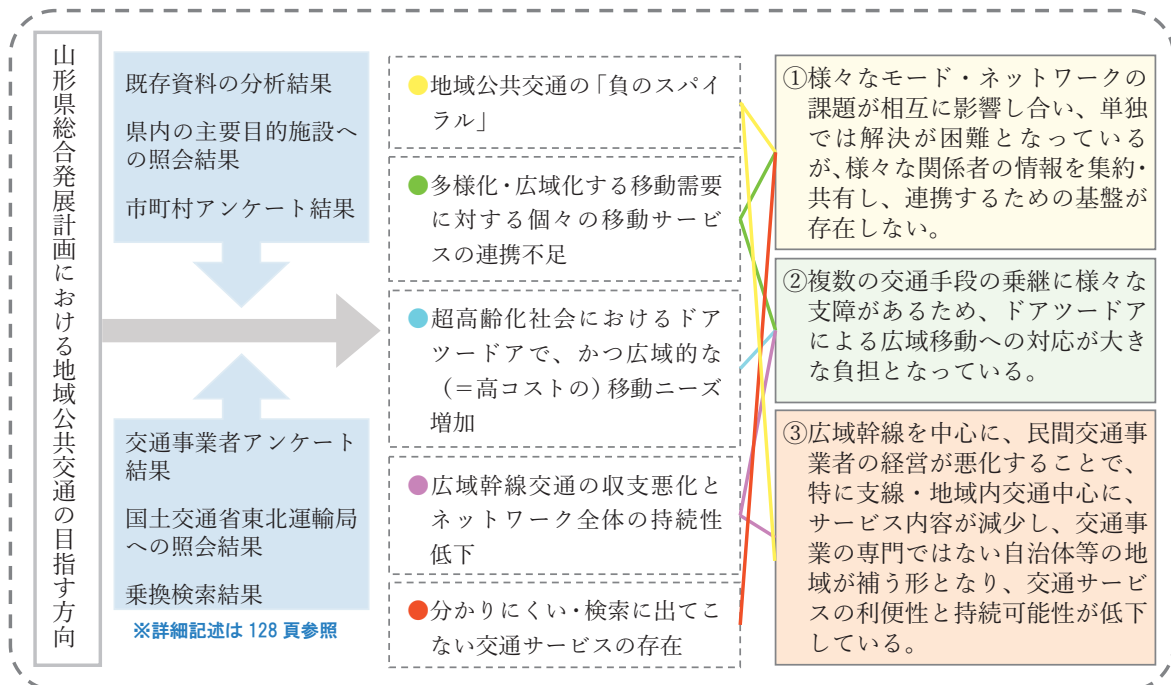 山形県総合発展計画における地域公共交通の目指す方向
既存資料の分析結果
県内の主要目的施設へ
の照会結果
市町村アンケート結果
交通事業者アンケート
結果
国土交通省東北運輸局
への照会結果
乗換検索結果
※詳細記述は 128 頁参照
●地域公共交通の「負のスパイ
ラル」
●多様化・広域化する移動需要
に対する個々の移動サービ
スの連携不足
●超高齢化社会におけるドア
ツードアで、かつ広域的な
(＝高コストの)移動ニーズ
増加
●広域幹線交通の収支悪化と
ネットワーク全体の持続性
低下
●分かりにくい・検索に出てこ
ない交通サービスの存在
①様々なモード・ネットワークの
課題が相互に影響し合い、単独
では解決が困難となっている
が、様々な関係者の情報を集約・
共有し、連携するための基盤が
存在しない。
②複数の交通手段の乗継に様々な
支障があるため、ドアツードア
による広域移動への対応が大き
な負担となっている。
③広域幹線を中心に、民間交通事
業者の経営が悪化することで、
特に支線・地域内交通中心に、
サービス内容が減少し、交通事
業の専門ではない自治体等の地
域が補う形となり、交通サービ
スの利便性と持続可能性が低下
している。